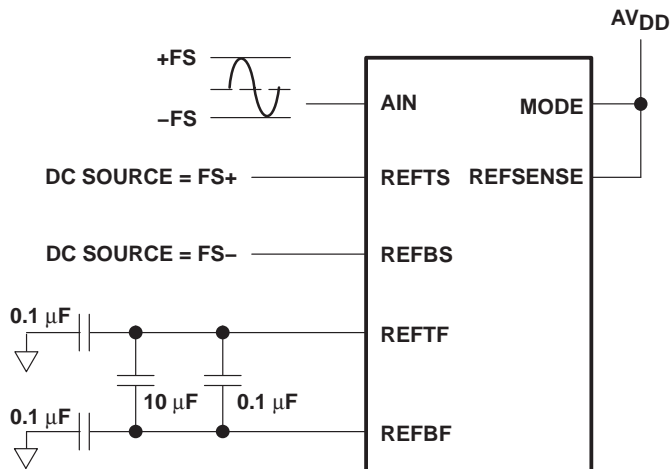 AVDD
+FS
−FS
AIN
MODE
DC SOURCE = FS+
REFTS
REFSENSE
DC SOURCE = FS−
REFBS
0.1 μF
REFTF
10 μF
0.1 μF
0.1 μF
REFBF